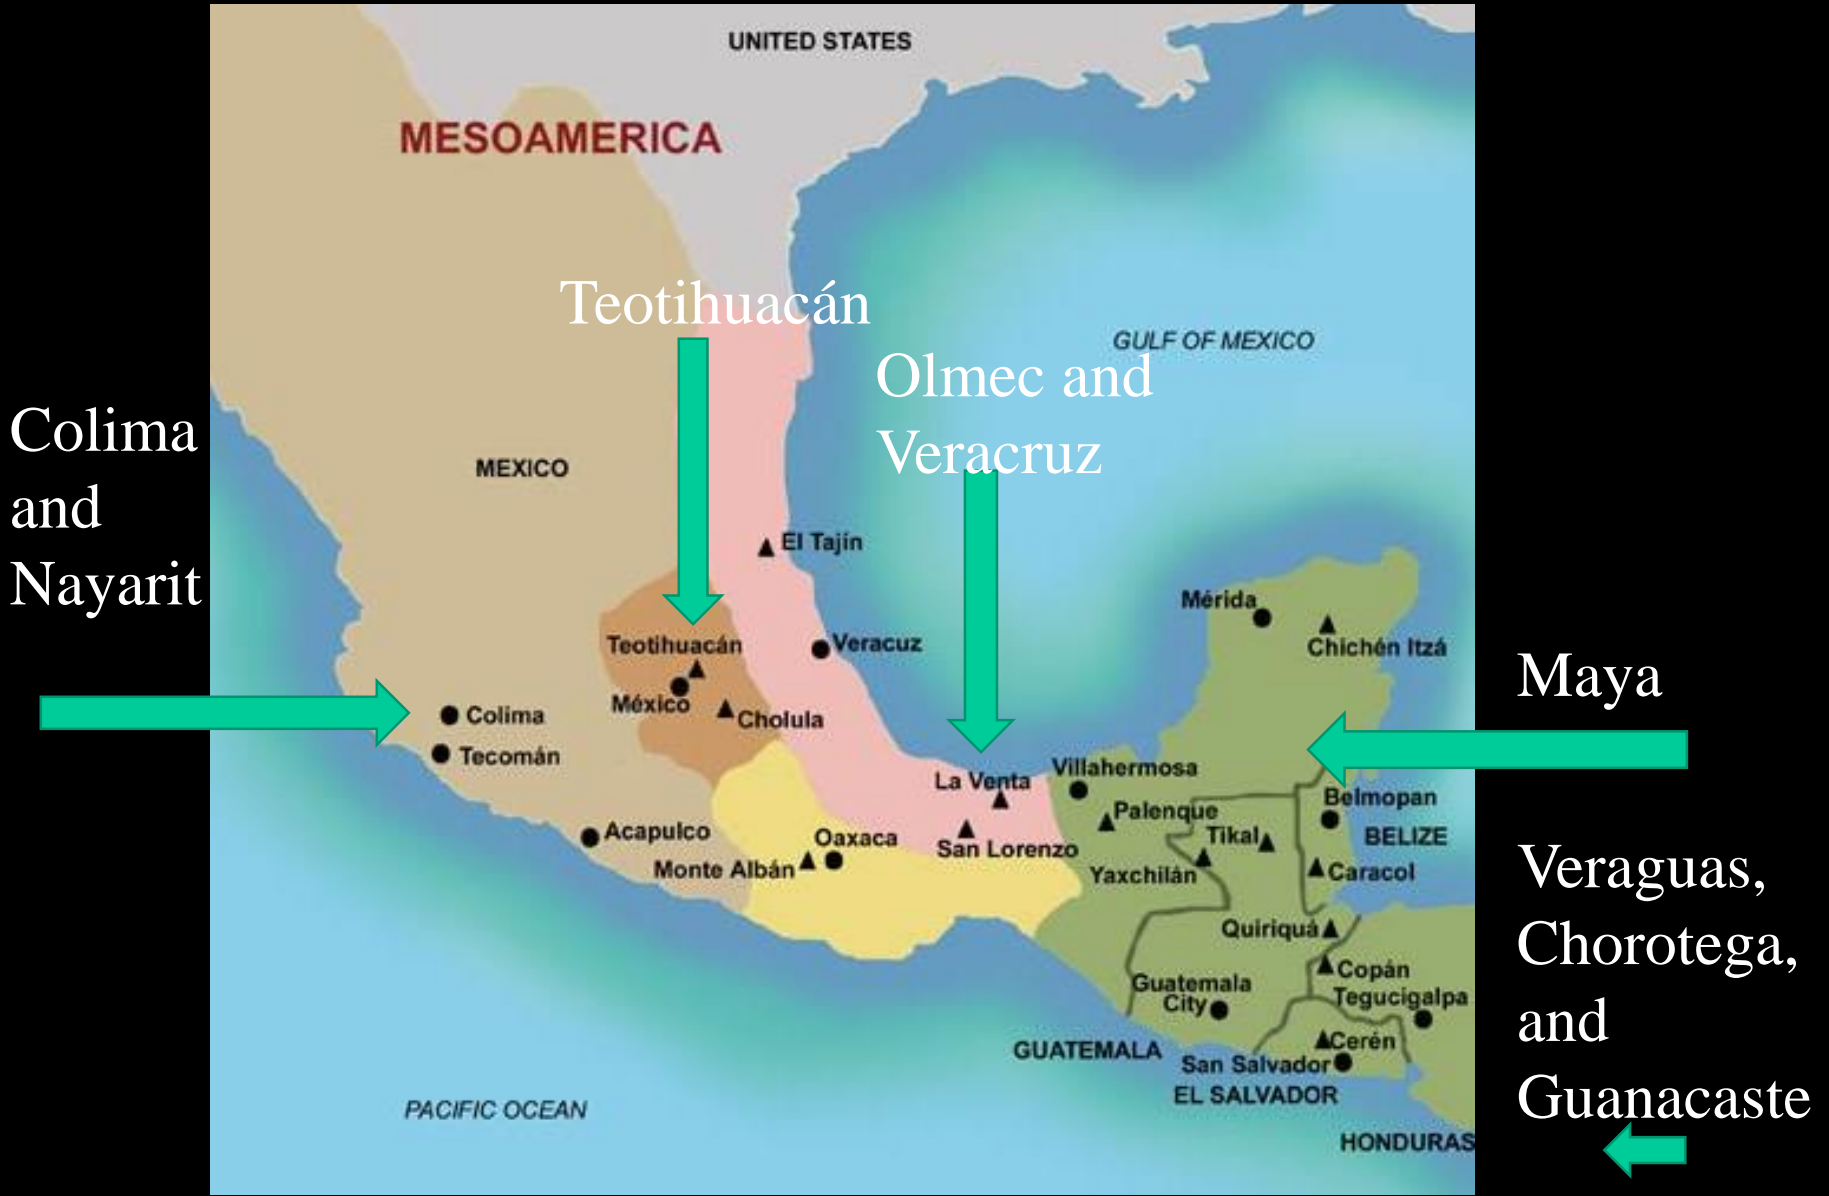 UNITED STATES
MESOAMERICA
Teotihuacán
GULF OF MEXICO
Olmec and
Veracruz
Colima
and
Nayarit
MEXICO
El Tajín
Mérida
Chichén Itzá
Teotihuacán
Veracuz
México
Cholula
Colima
Tecomán
Maya
La Venta
Villahermosa
Belmopan
Palenque
Acapulco
Oaxaca
Tikal
BELIZE
San Lorenzo
Monte Albán
Yaxchilán
Caracol
Veraguas,
Chorotega,
and
Guanacaste
Quiriquá
Copán
Guatemala
City
Tegucigalpa
Cerén
GUATEMALA
San Salvador
EL SALVADOR
PACIFIC OCEAN
HONDURAS